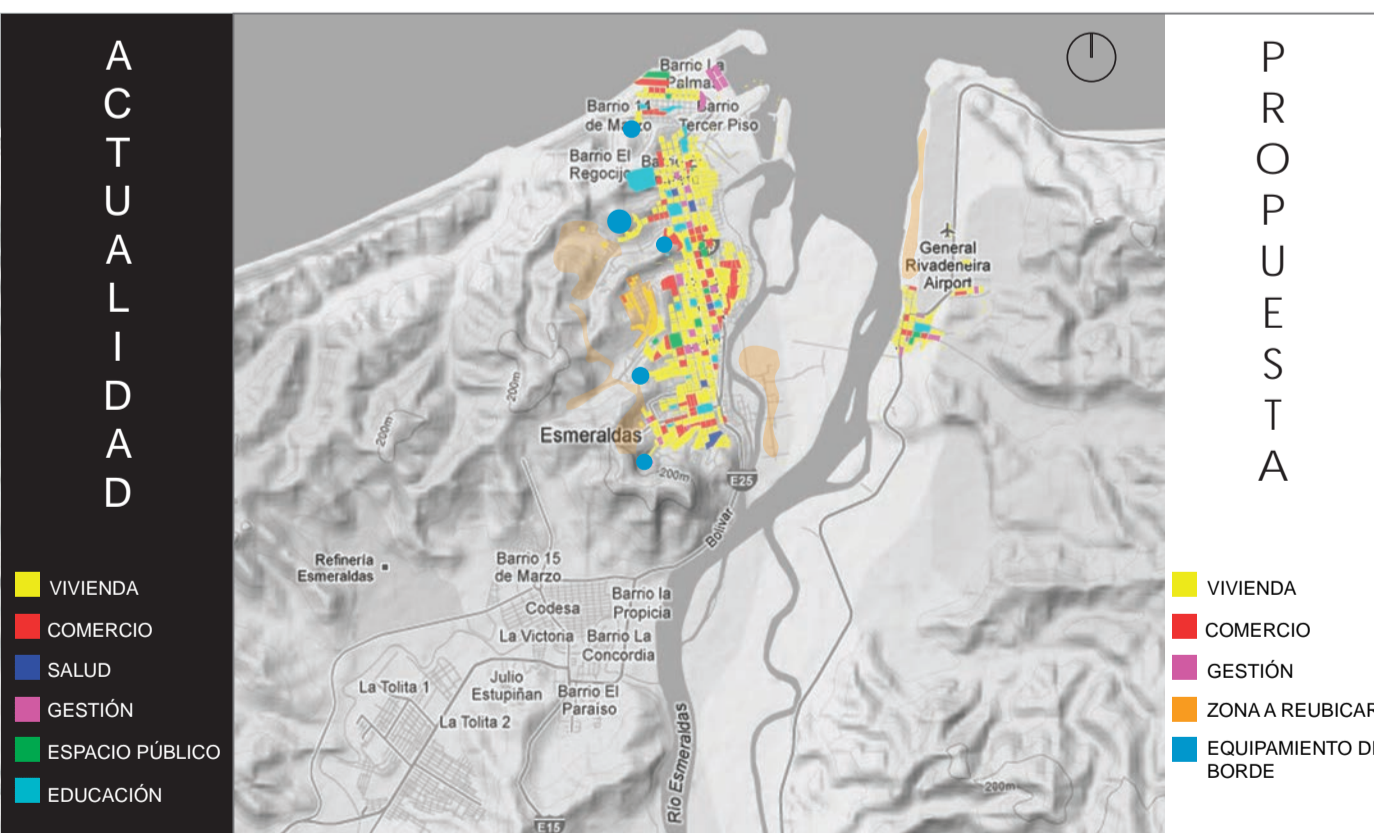 ACTUALIDAD
VIVIENDA
COMERCIO
SALUD
GESTIÓN
ESPACIO PÚBLICO
EDUCACIÓN
Barrio La
Palma
Barrio 14
de Marzo
Barrio
Tercer Piso
Barrio El
Regocijo
General
Rivadeneira
Airport
200m
200m
Esmeraldas
200m
E25
Bolívar
Refinería
Esmeraldas
Barrio 15
de Marzo
Codesa
Barrio la
Propicia
La Victoria
Barrio La
Concordia
La Tolita 1
Julio
Estupiñan
Barrio El
Paraiso
La Tolita 2
Río Esmeraldas
200m
E15
PROPUESTA
VIVIENDA
COMERCIO
GESTIÓN
ZONA A REUBICAR
EQUIPAMIENTO
BORDE